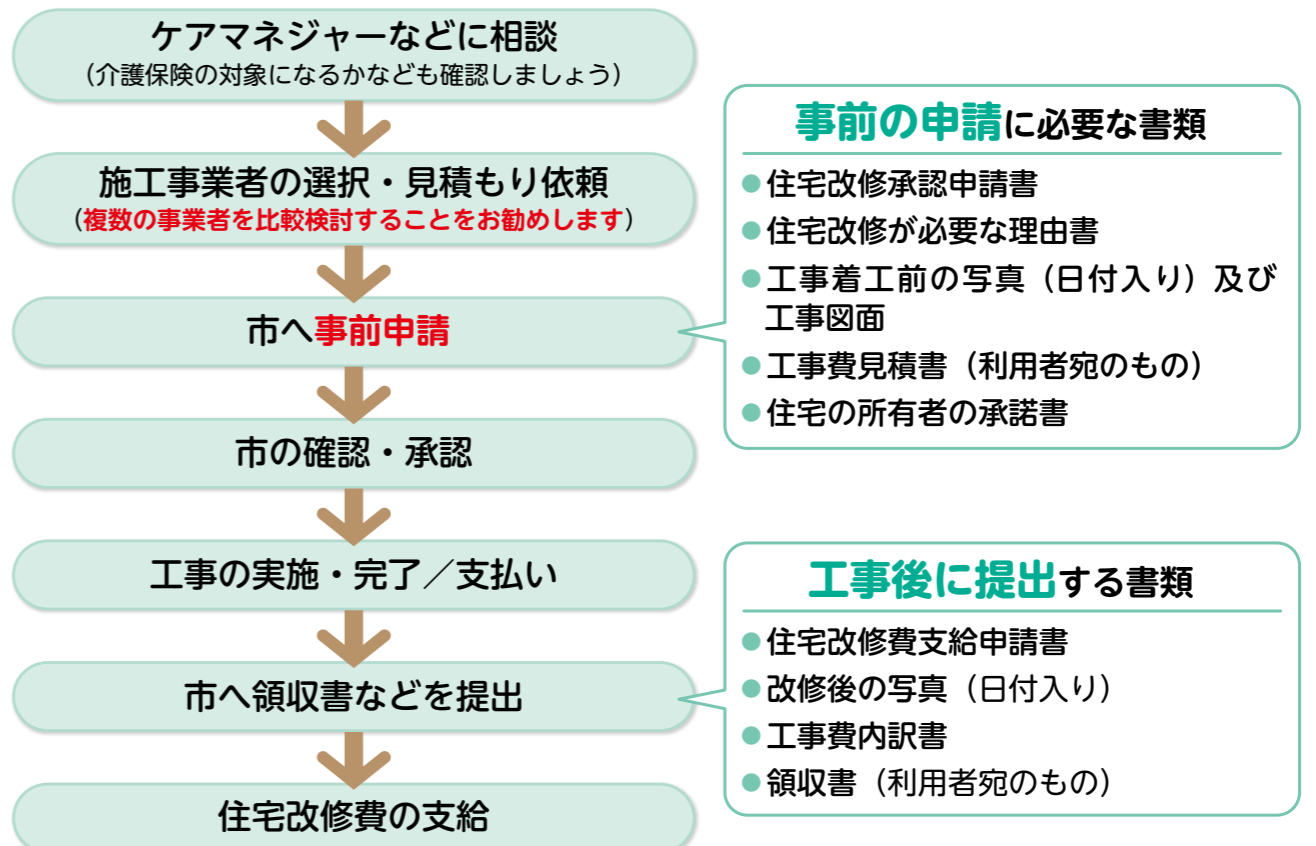 ケアマネジャーなどに相談
（介護保険の対象になるかなども確認しましょう）
施工事業者の選択・見積もり依頼
（複数の事業者を比較検討することをお勧めします）
市へ事前申請
市の確認・承認
工事の実施・完了／支払い
市へ領収書などを提出
住宅改修費の支給
事前の申請に必要な書類
●住宅改修承認申請書
●住宅改修が必要な理由書
●工事着工前の写真（日付入り）及び
工事図面
●工事費見積書（利用者宛のもの）
●住宅の所有者の承諾書
工事後に提出する書類
●住宅改修費支給申請書
●改修後の写真（日付入り）
●工事費内訳書
●領収書（利用者宛のもの）